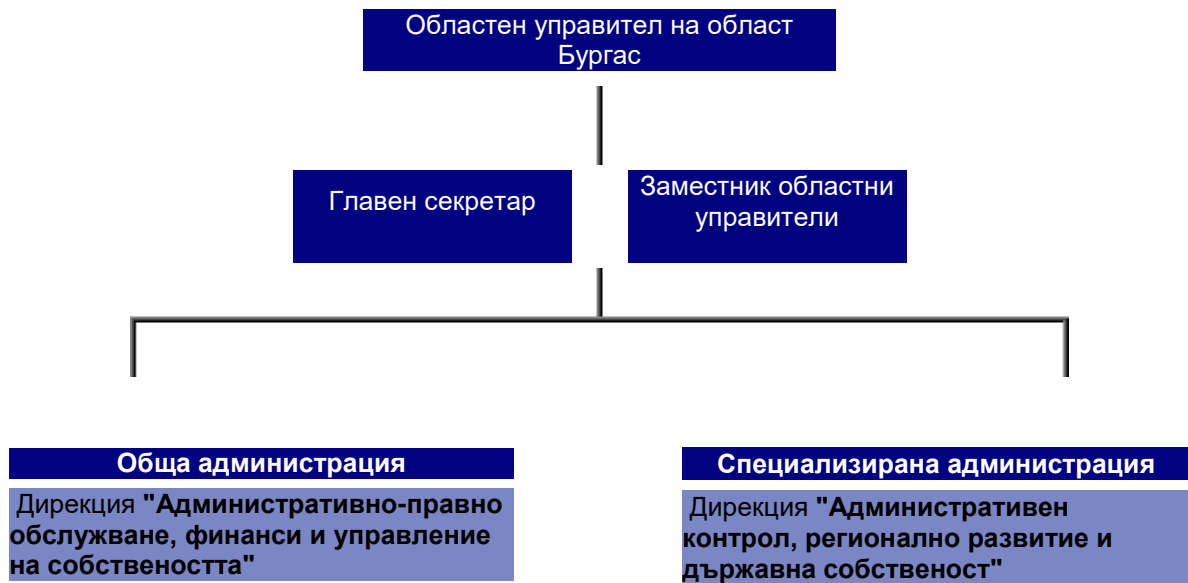 Областен управител на област
Бургас
Главен секретар
Заместник областни
управители
Обща администрация
Дирекция "Административно-правно
обслужване, финанси и управление
на собствеността"
Специализирана администрация
Дирекция "Административен
контрол, регионално развитие и
държавна собственост"